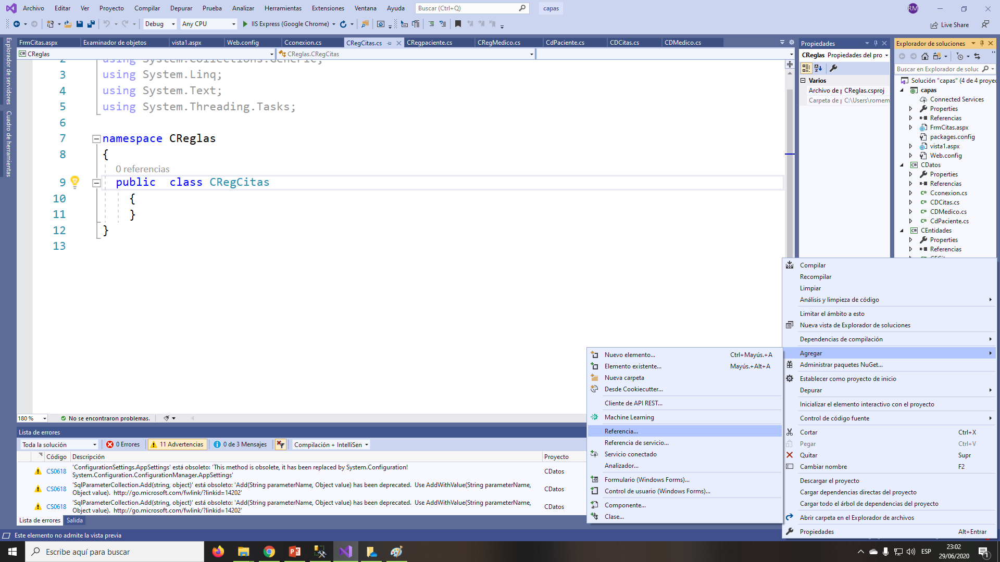 Archivo Editar Ver Proyecto Compilar Depurar Prueba Analizar Herramientas Extensiones Ventana Ayuda Buscar (Ctrl+Q) capas RM
Debug Any CPU IIS Express (Google Chrome) Live Share
FrmCitas.aspx Examinador de objetos vista1.aspx Web.config Cconexion.cs CRegCitas.cs CRegpaciente.cs CRegMedico.cs CdPaciente.cs CDCitas.cs CDMedico.cs
CReglas CReglas.CRegCitas
Explorador de servidores
Cuadro de herramientas
2 using System.Collections.Generic;
3 using System.Linq;
4 using System.Text;
5 using System.Threading.Tasks;
6
7 namespace CReglas
8 {
0 referencias
9 public class CRegCitas
10 {
11 }
12 }
13
180 % No se encontraron problemas.
Propiedades
CReglas Propiedades del pro
Varios
Archivo de p CReglas.csproj
Carpeta de p C:\Users\romem
Explorador de soluciones
Buscar en Explorador de soluc
Solución "capas" (4 de 4 proyec
capas
Connected Services
Properties
Referencias
FrmCitas.aspx
packages.config
vista1.aspx
Web.config
CDatos
Properties
Referencias
Cconexion.cs
CDCitas.cs
CDMedico.cs
CdPaciente.cs
CEntidades
Properties
Referencias
Compilar
Recompilar
Limpiar
Análisis y limpieza de código
Limitar el ámbito a esto
Nueva vista de Explorador de soluciones
Dependencias de compilación
Agregar
Administrar paquetes NuGet...
Establecer como proyecto de inicio
Depurar
Inicializar el elemento interactivo con el proyecto
Control de código fuente
Cortar Ctrl+X
Pegar Ctrl+V
Quitar Supr
Cambiar nombre F2
Descargar el proyecto
Cargar dependencias directas del proyecto
Cargar todo el árbol de dependencias del proyecto
Abrir carpeta en el Explorador de archivos
Propiedades Alt+Entrar
Nuevo elemento... Ctrl+Mayús.+A
Elemento existente... Mayús.+Alt+A
Nueva carpeta
Desde Cookiecutter...
Cliente de API REST...
Machine Learning
Referencia...
Referencia de servicio...
Servicio conectado
Analizador...
Formulario (Windows Forms)...
Control de usuario (Windows Forms)...
Componente...
Clase...
Lista de errores
Toda la solución 0 Errores 11 Advertencias 0 de 3 Mensajes Compilación + IntelliSen
Código Descripción Proyecto
CS0618 'ConfigurationSettings.AppSettings' está obsoleto: 'This method is obsolete, it has been replaced by System.Configuration!
System.Configuration.ConfigurationManager.AppSettings' CDatos
CS0618 'SqlParameterCollection.Add(string, object)' está obsoleto: 'Add(String parameterName, Object value) has been deprecated. Use AddWithValue(String parameterName,
Object value). http://go.microsoft.com/fwlink/?linkid=14202' CDatos
CS0618 'SqlParameterCollection.Add(string, object)' está obsoleto: 'Add(String parameterName, Object value) has been deprecated. Use AddWithValue(String parameterName,
Object value). http://go.microsoft.com/fwlink/?linkid=14202' CDatos
Lista de errores Salida
Este elemento no admite la vista previa
Escribe aquí para buscar
ESP
23:02
29/06/2020
1